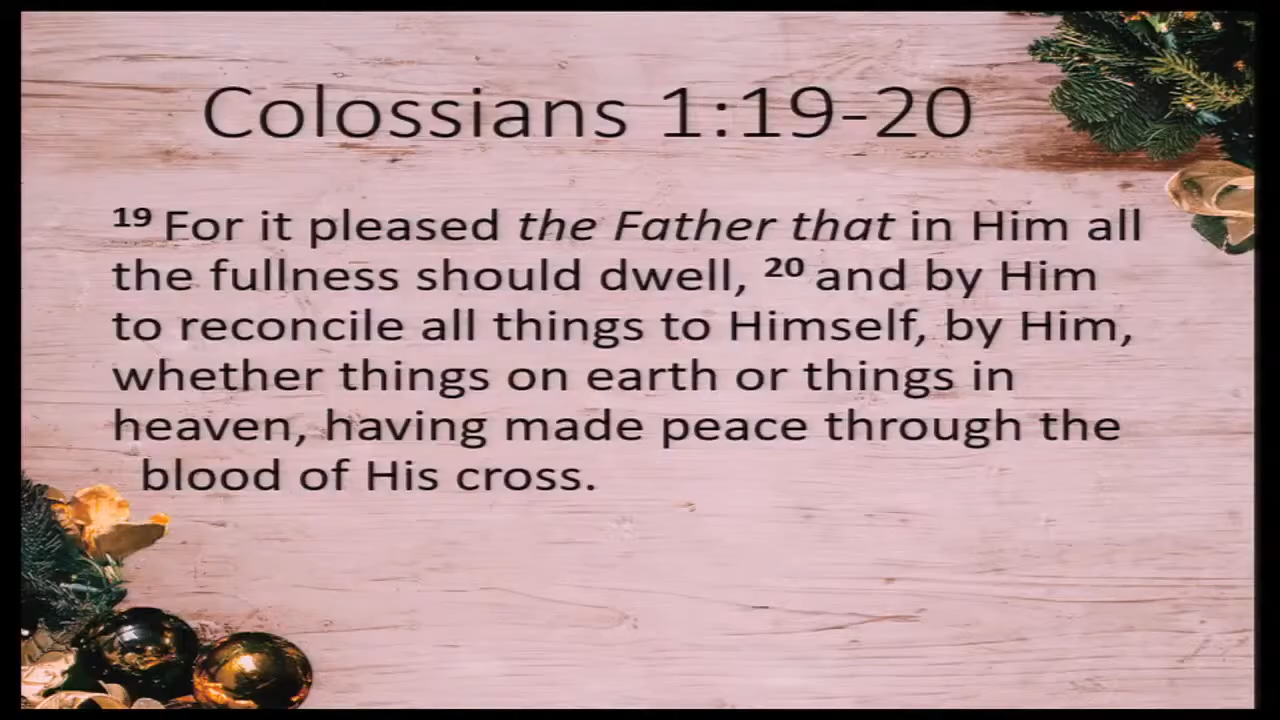 Colossians 1:19-20
19 For it pleased the Father that in Him all
the fullness should dwell, 20 and by Him
to reconcile all things to Himself, by Him,
whether things on earth or things in
heaven, having made peace through the
blood of His cross.